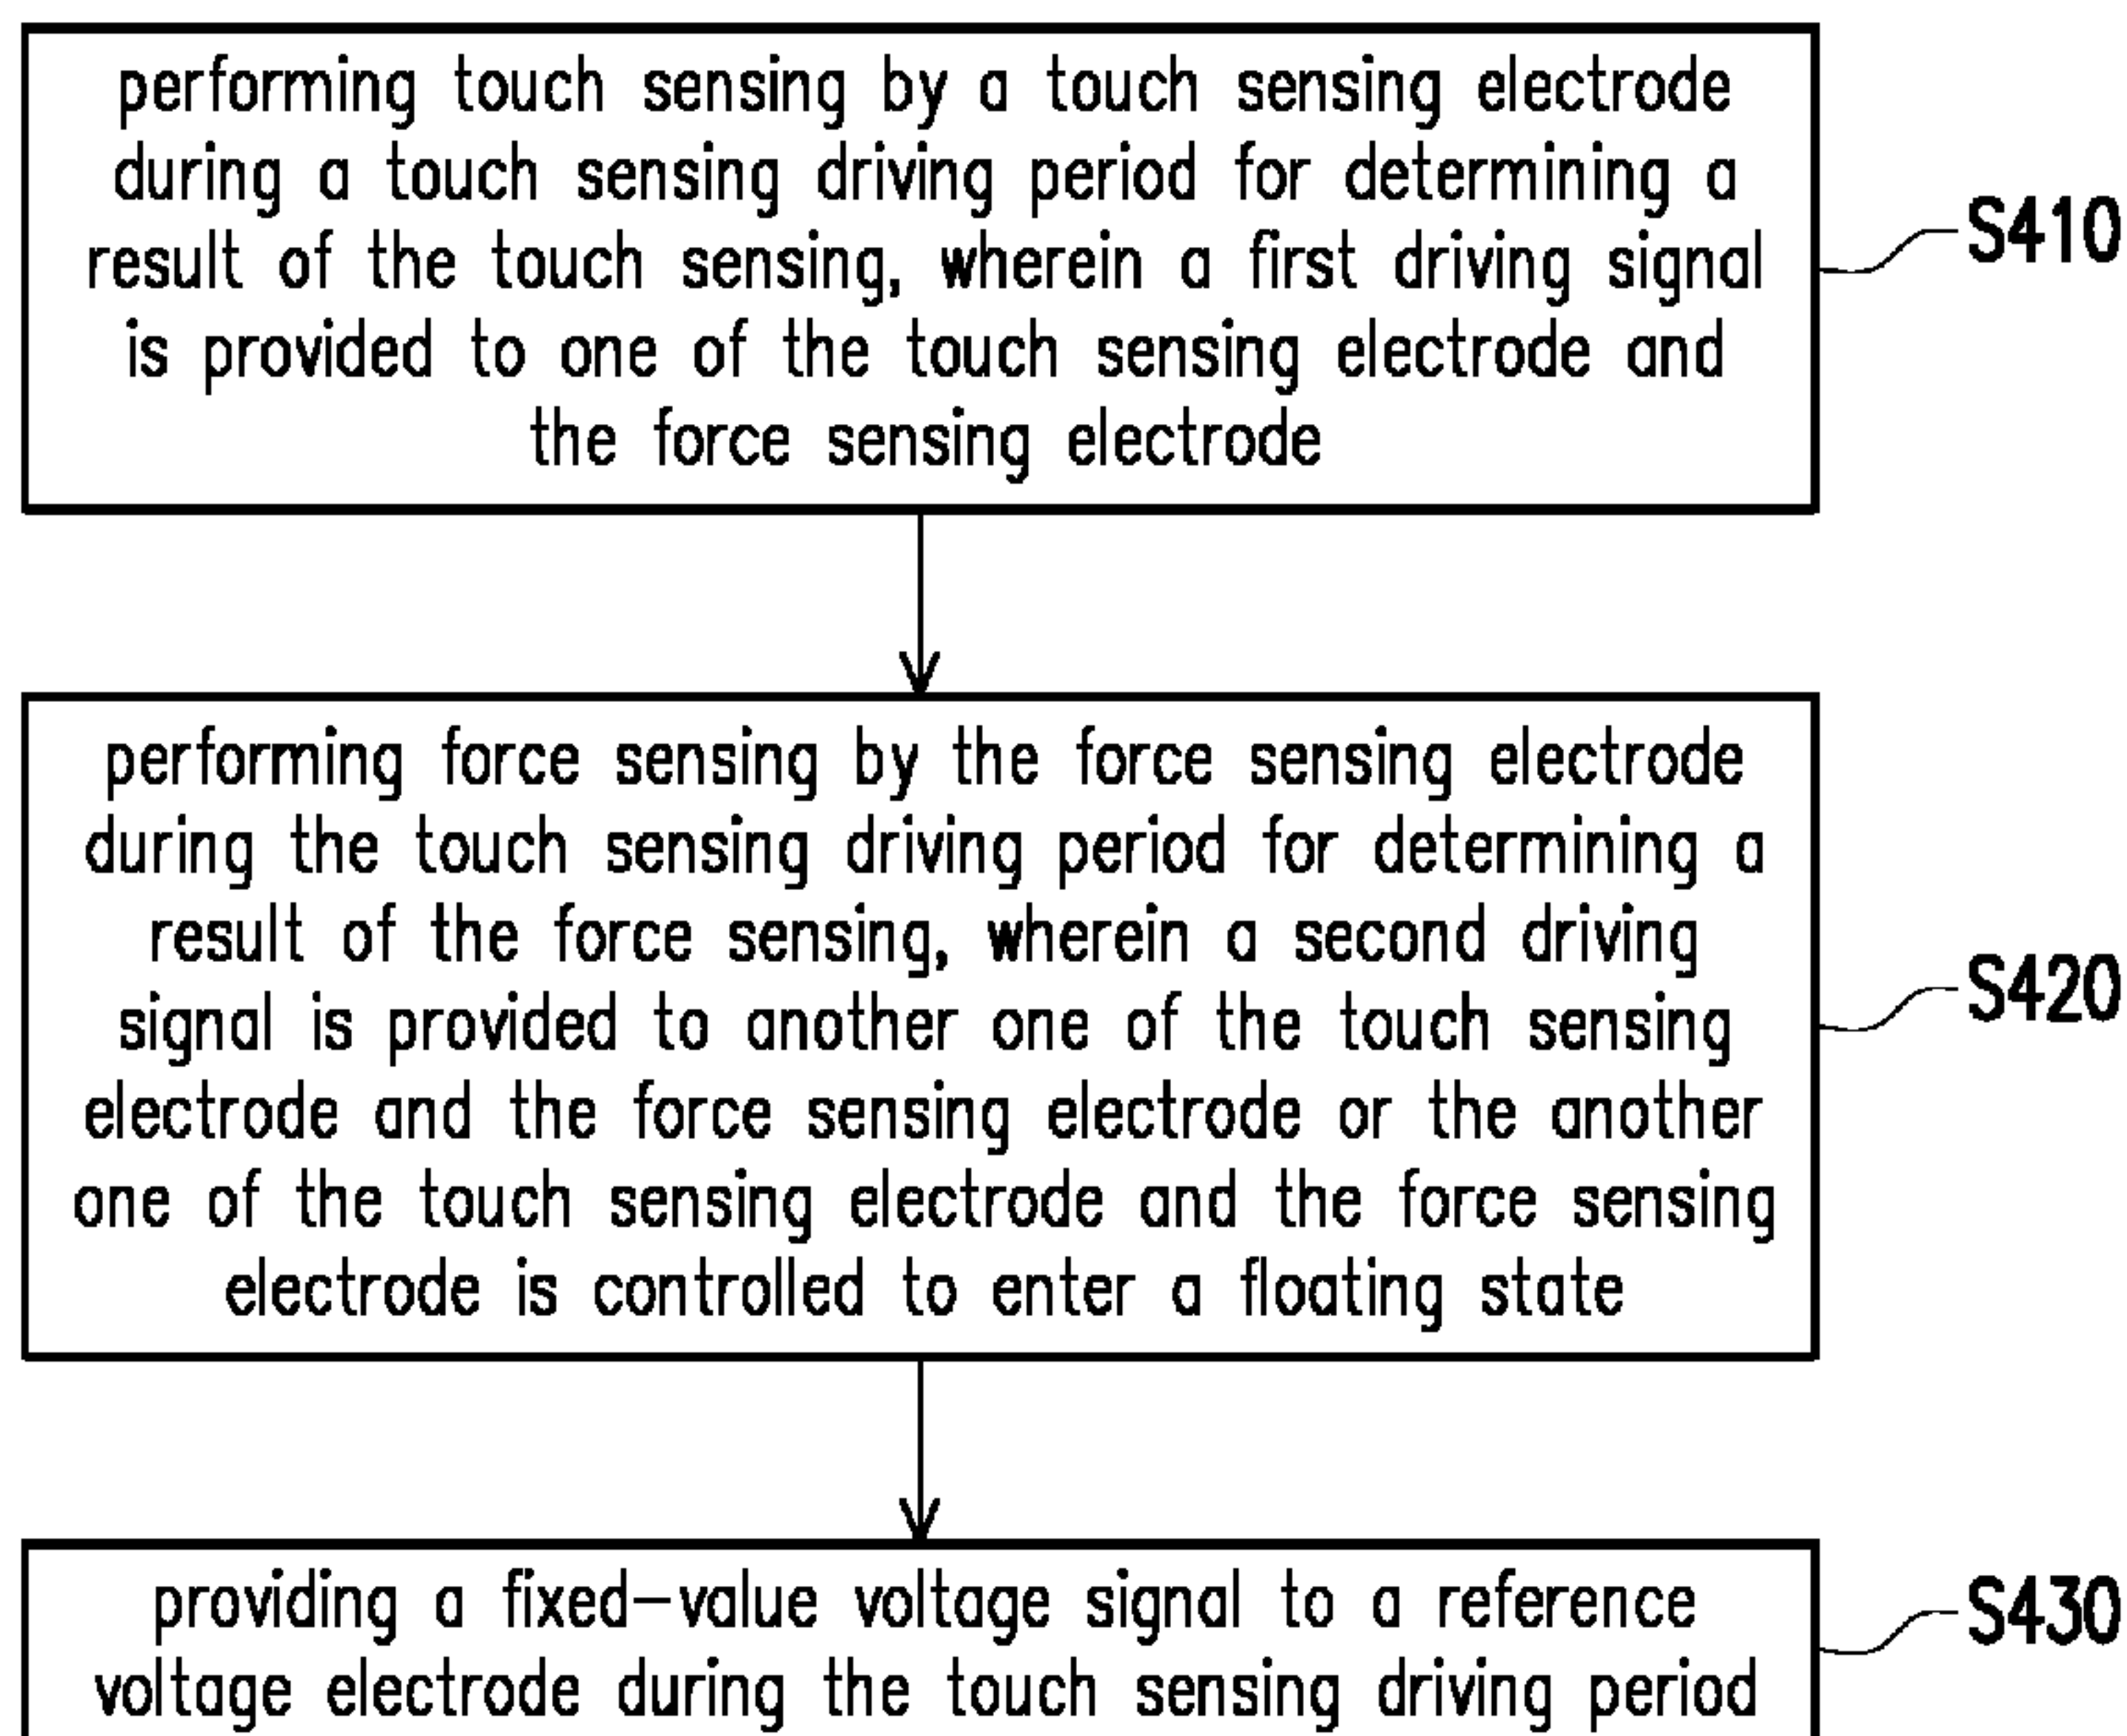 performing touch sensing by a touch sensing electrode
during a touch sensing driving period for determining a
result of the touch sensing, wherein a first driving signal
is provided to one of the touch sensing electrode and
the force sensing electrode
S410
performing force sensing by the force sensing electrode
during the touch sensing driving period for determining a
result of the force sensing, wherein a second driving
signal is provided to another one of the touch sensing
electrode and the force sensing electrode or the another
one of the touch sensing electrode and the force sensing
electrode is controlled to enter a floating state
S420
providing a fixed-value voltage signal to a reference
voltage electrode during the touch sensing driving period
S430